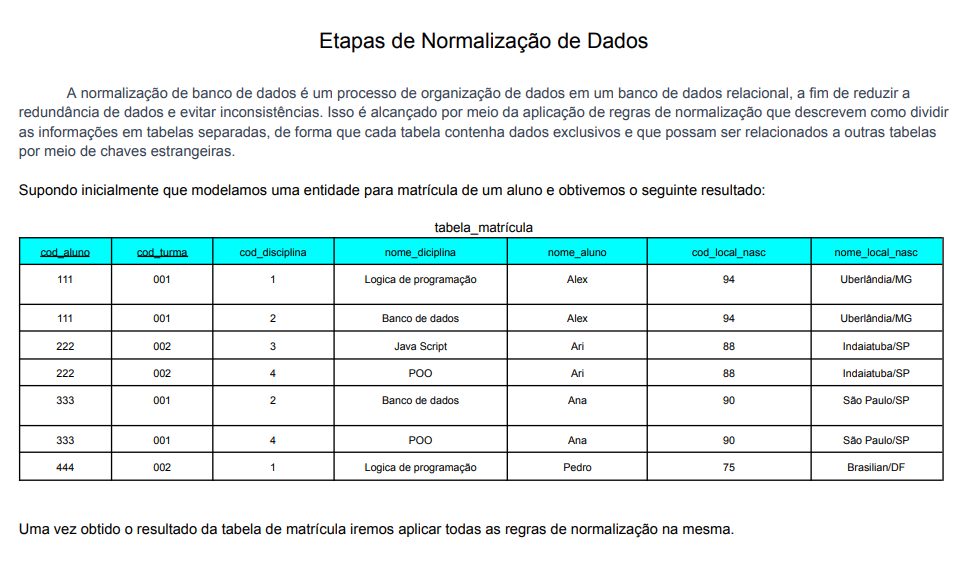 Etapas de Normalização de Dados
A normalização de banco de dados é um processo de organização de dados em um banco de dados relacional, a fim de reduzir a
redundância de dados e evitar inconsistências. Isso é alcançado por meio da aplicação de regras de normalização que descrevem como dividir
as informações em tabelas separadas, de forma que cada tabela contenha dados exclusivos e que possam ser relacionados a outras tabelas
por meio de chaves estrangeiras.
Supondo inicialmente que modelamos uma entidade para matrícula de um aluno e obtivemos o seguinte resultado:
tabela_matrícula
cod_aluno cod_turma cod_disciplina nome_diciplina nome_aluno cod_local_nasc nome_local_nasc
111 001 1 Logica de programação Alex 94 Uberlândia/MG
111 001 2 Banco de dados Alex 94 Uberlândia/MG
222 002 3 Java Script Ari 88 Indaiatuba/SP
222 002 4 POO Ari 88 Indaiatuba/SP
333 001 2 Banco de dados Ana 90 São Paulo/SP
333 001 4 POO Ana 90 São Paulo/SP
444 002 1 Logica de programação Pedro 75 Brasilian/DF
Uma vez obtido o resultado da tabela de matrícula iremos aplicar todas as regras de normalização na mesma.